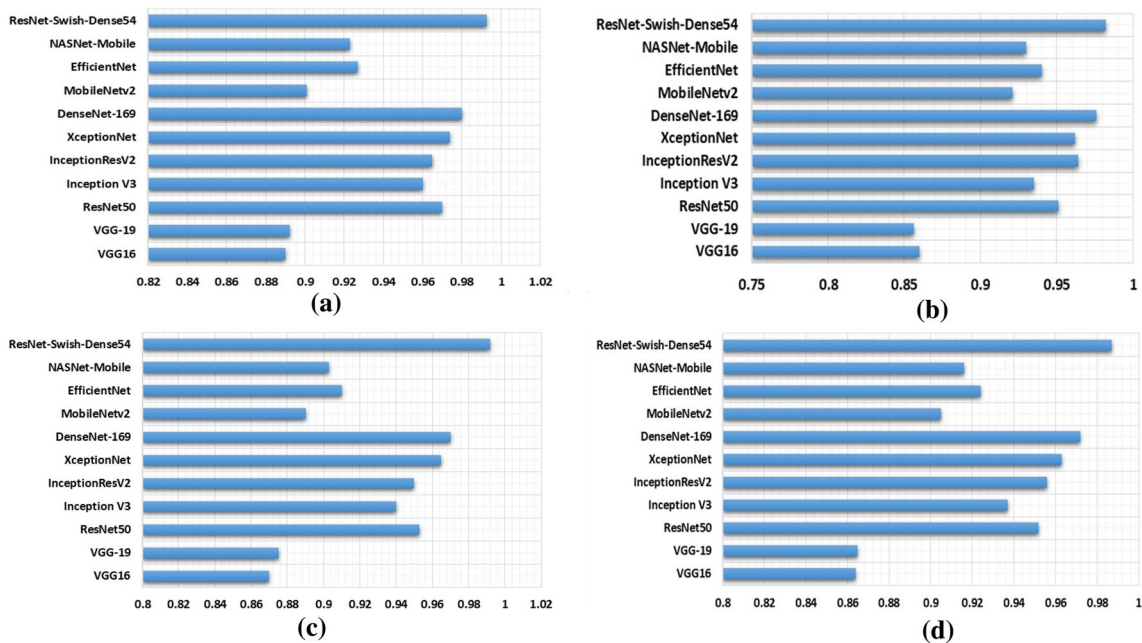 ResNet-Swish-Dense54
NASNet-Mobile
EfficientNet
MobileNetv2
DenseNet-169
XceptionNet
InceptionResV2
Inception V3
ResNet50
VGG-19
VGG16
0.82 0.84 0.86 0.88 0.9 0.92 0.94 0.96 0.98 1 1.02
(a)
ResNet-Swish-Dense54
NASNet-Mobile
EfficientNet
MobileNetv2
DenseNet-169
XceptionNet
InceptionResV2
Inception V3
ResNet50
VGG-19
VGG16
0.75 0.8 0.85 0.9 0.95 1
(b)
ResNet-Swish-Dense54
NASNet-Mobile
EfficientNet
MobileNetv2
DenseNet-169
XceptionNet
InceptionResV2
Inception V3
ResNet50
VGG-19
VGG16
0.8 0.82 0.84 0.86 0.88 0.9 0.92 0.94 0.96 0.98 1 1.02
(c)
ResNet-Swish-Dense54
NASNet-Mobile
EfficientNet
MobileNetv2
DenseNet-169
XceptionNet
InceptionResV2
Inception V3
ResNet50
VGG-19
VGG16
0.8 0.82 0.84 0.86 0.88 0.9 0.92 0.94 0.96 0.98 1
(d)